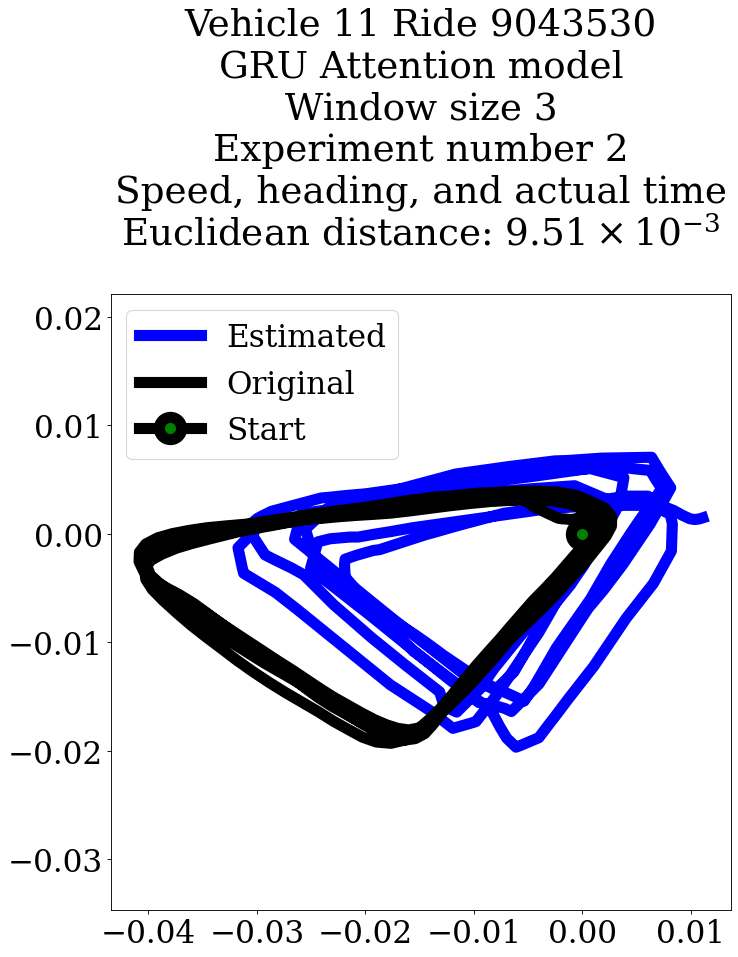 Vehicle 11 Ride 9043530
GRU Attention model
Window size 3
Experiment number 2
Speed, heading, and actual time
Euclidean distance: 9.51 × 10⁻³
0.02
0.01
0.00
−0.01
−0.02
−0.03
Estimated
Original
Start
−0.04 −0.03 −0.02 −0.01 0.00 0.01